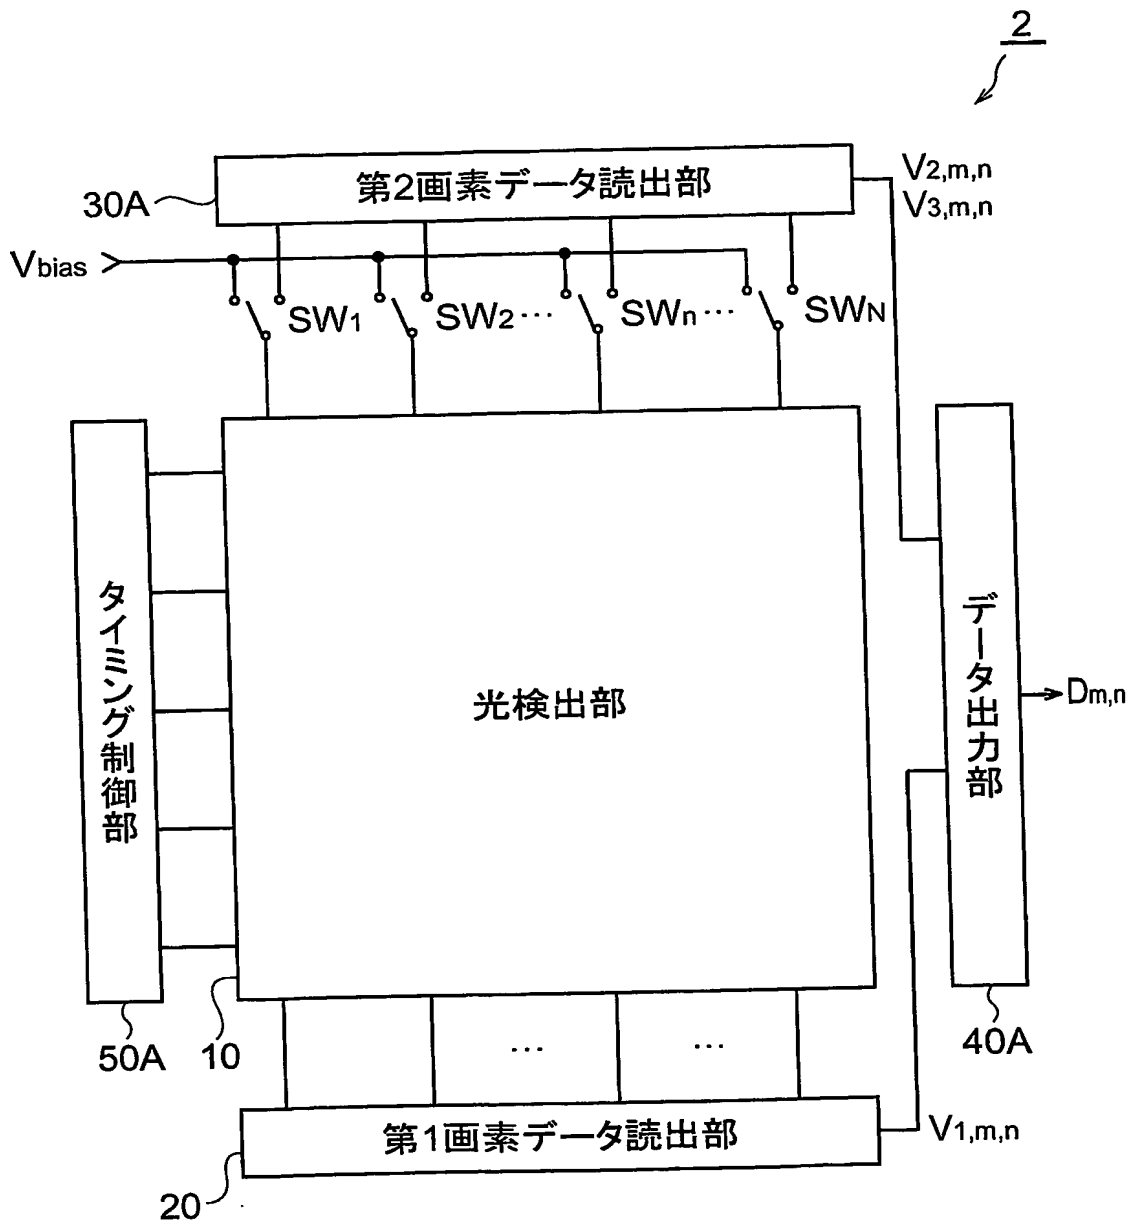 2
第2画素データ読出部
V2,m,n
V3,m,n
30A
Vbias
SW1
SW2
...
SWn
...
SWN
タイミング制御部
光検出部
データ出力部
Dm,n
50A
10
...
...
40A
第1画素データ読出部
V1,m,n
20